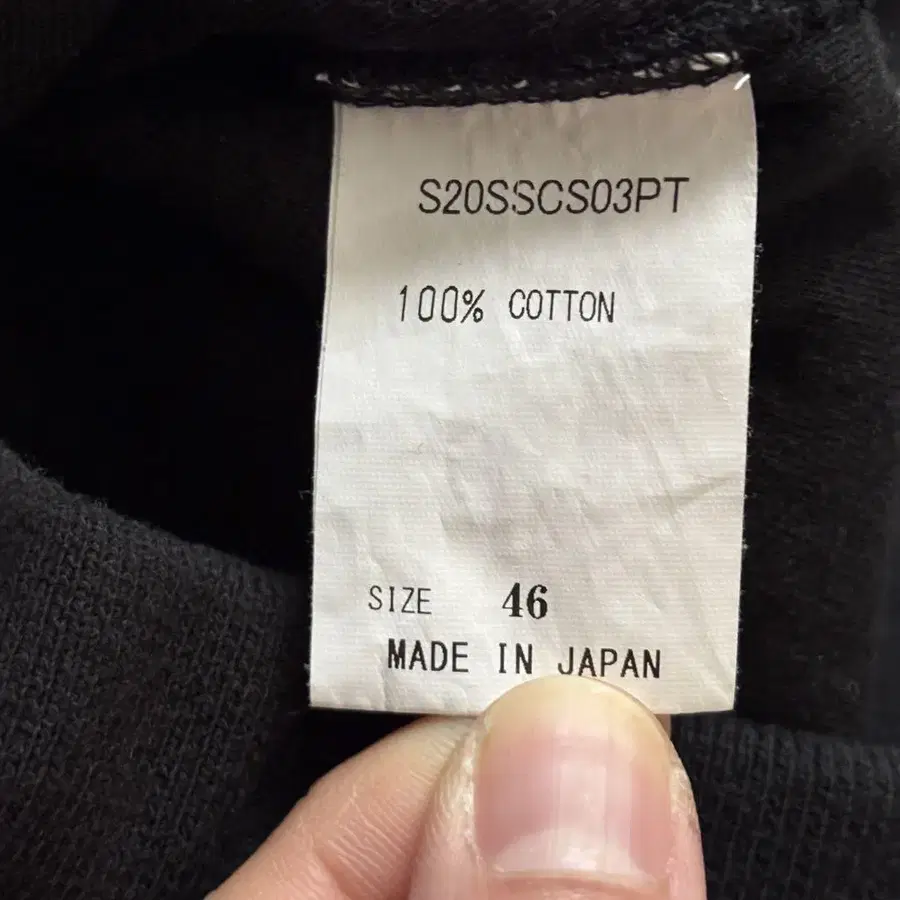 S20SSCS03PT
100% COTTON
SIZE 46
MADE IN JAPAN